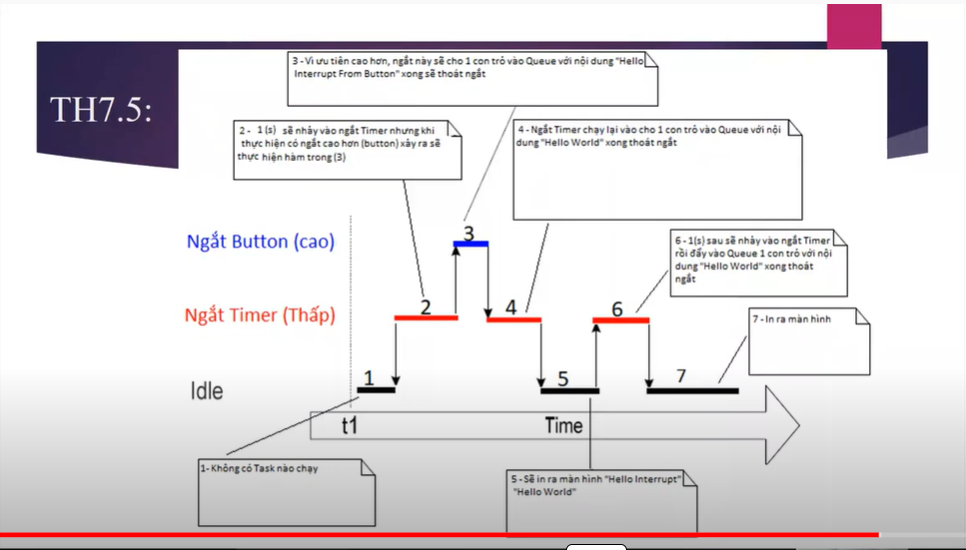 TH7.5:
3 - Vì ưu tiên cao hơn, ngắt này sẽ cho 1 con trỏ vào Queue với nội dung "Hello
Interrupt From Button" xong sẽ thoát ngắt
2 - 1 (s) sẽ nhảy vào ngắt Timer nhưng khi
thực hiện có ngắt cao hơn (button) xảy ra sẽ
thực hiện hàm trong (3)
4 - Ngắt Timer chạy lại vào cho 1 con trỏ vào Queue với nội
dung "Hello World" xong thoát ngắt
Ngắt Button (cao)
3
6 - 1(s) sau sẽ nhảy vào ngắt Timer
rồi đẩy vào Queue 1 con trỏ với nội
dung "Hello World" xong thoát
ngắt
Ngắt Timer (Thấp)
2
4
6
7 - In ra màn hình
Idle
1
5
7
t1
Time
1- Không có Task nào chạy
5 - Sẽ in ra màn hình "Hello Interrupt"
"Hello World"